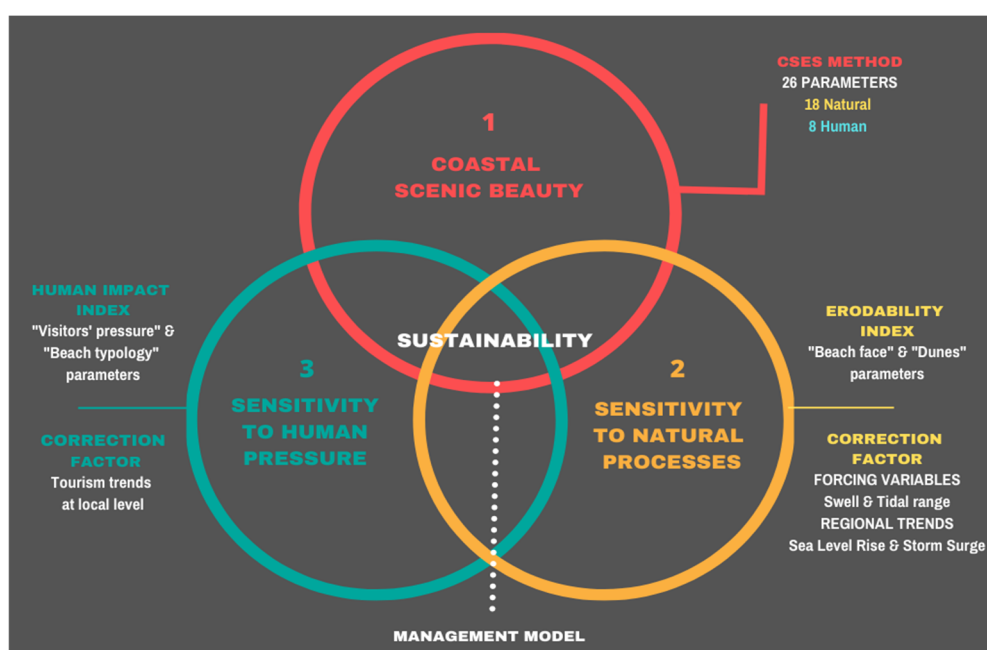 CSES METHOD
26 PARAMETERS
18 Natural
8 Human
1
COASTAL
SCENIC BEAUTY
HUMAN IMPACT
INDEX
"Visitors' pressure" &
"Beach typology"
parameters
ERODABILITY
INDEX
"Beach face" & "Dunes"
parameters
SUSTAINABILITY
3
SENSITIVITY
TO HUMAN
PRESSURE
2
SENSITIVITY
TO NATURAL
PROCESSES
CORRECTION
FACTOR
Tourism trends
at local level
CORRECTION
FACTOR
FORCING VARIABLES
Swell & Tidal range
REGIONAL TRENDS
Sea Level Rise & Storm Surge
MANAGEMENT MODEL